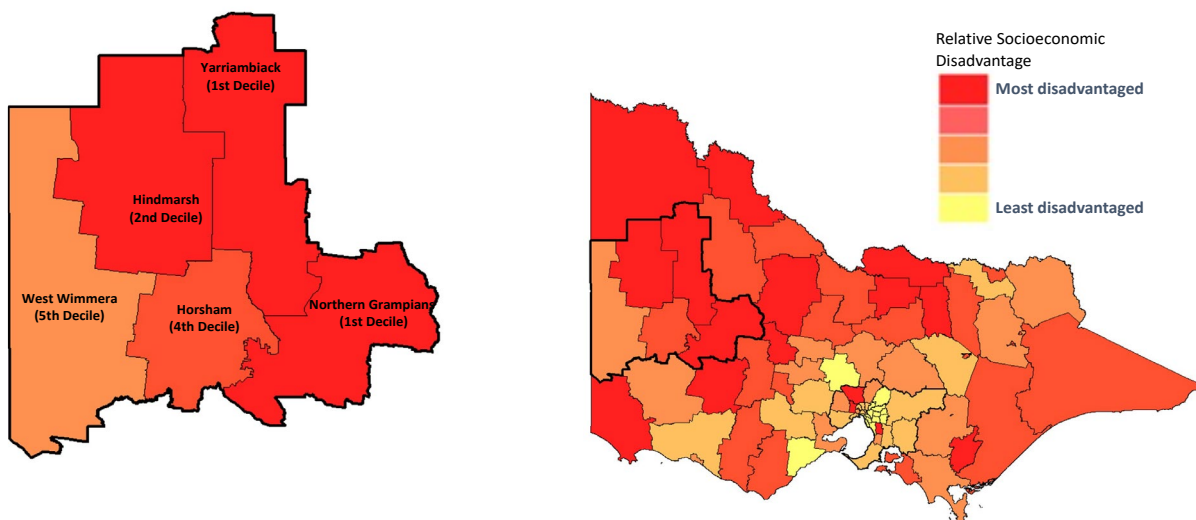 Yarriambiack
(1st Decile)
Hindmarsh
(2nd Decile)
West Wimmera
(5th Decile)
Horsham
(4th Decile)
Northern Grampians
(1st Decile)
Relative Socioeconomic
Disadvantage
Most disadvantaged
Least disadvantaged